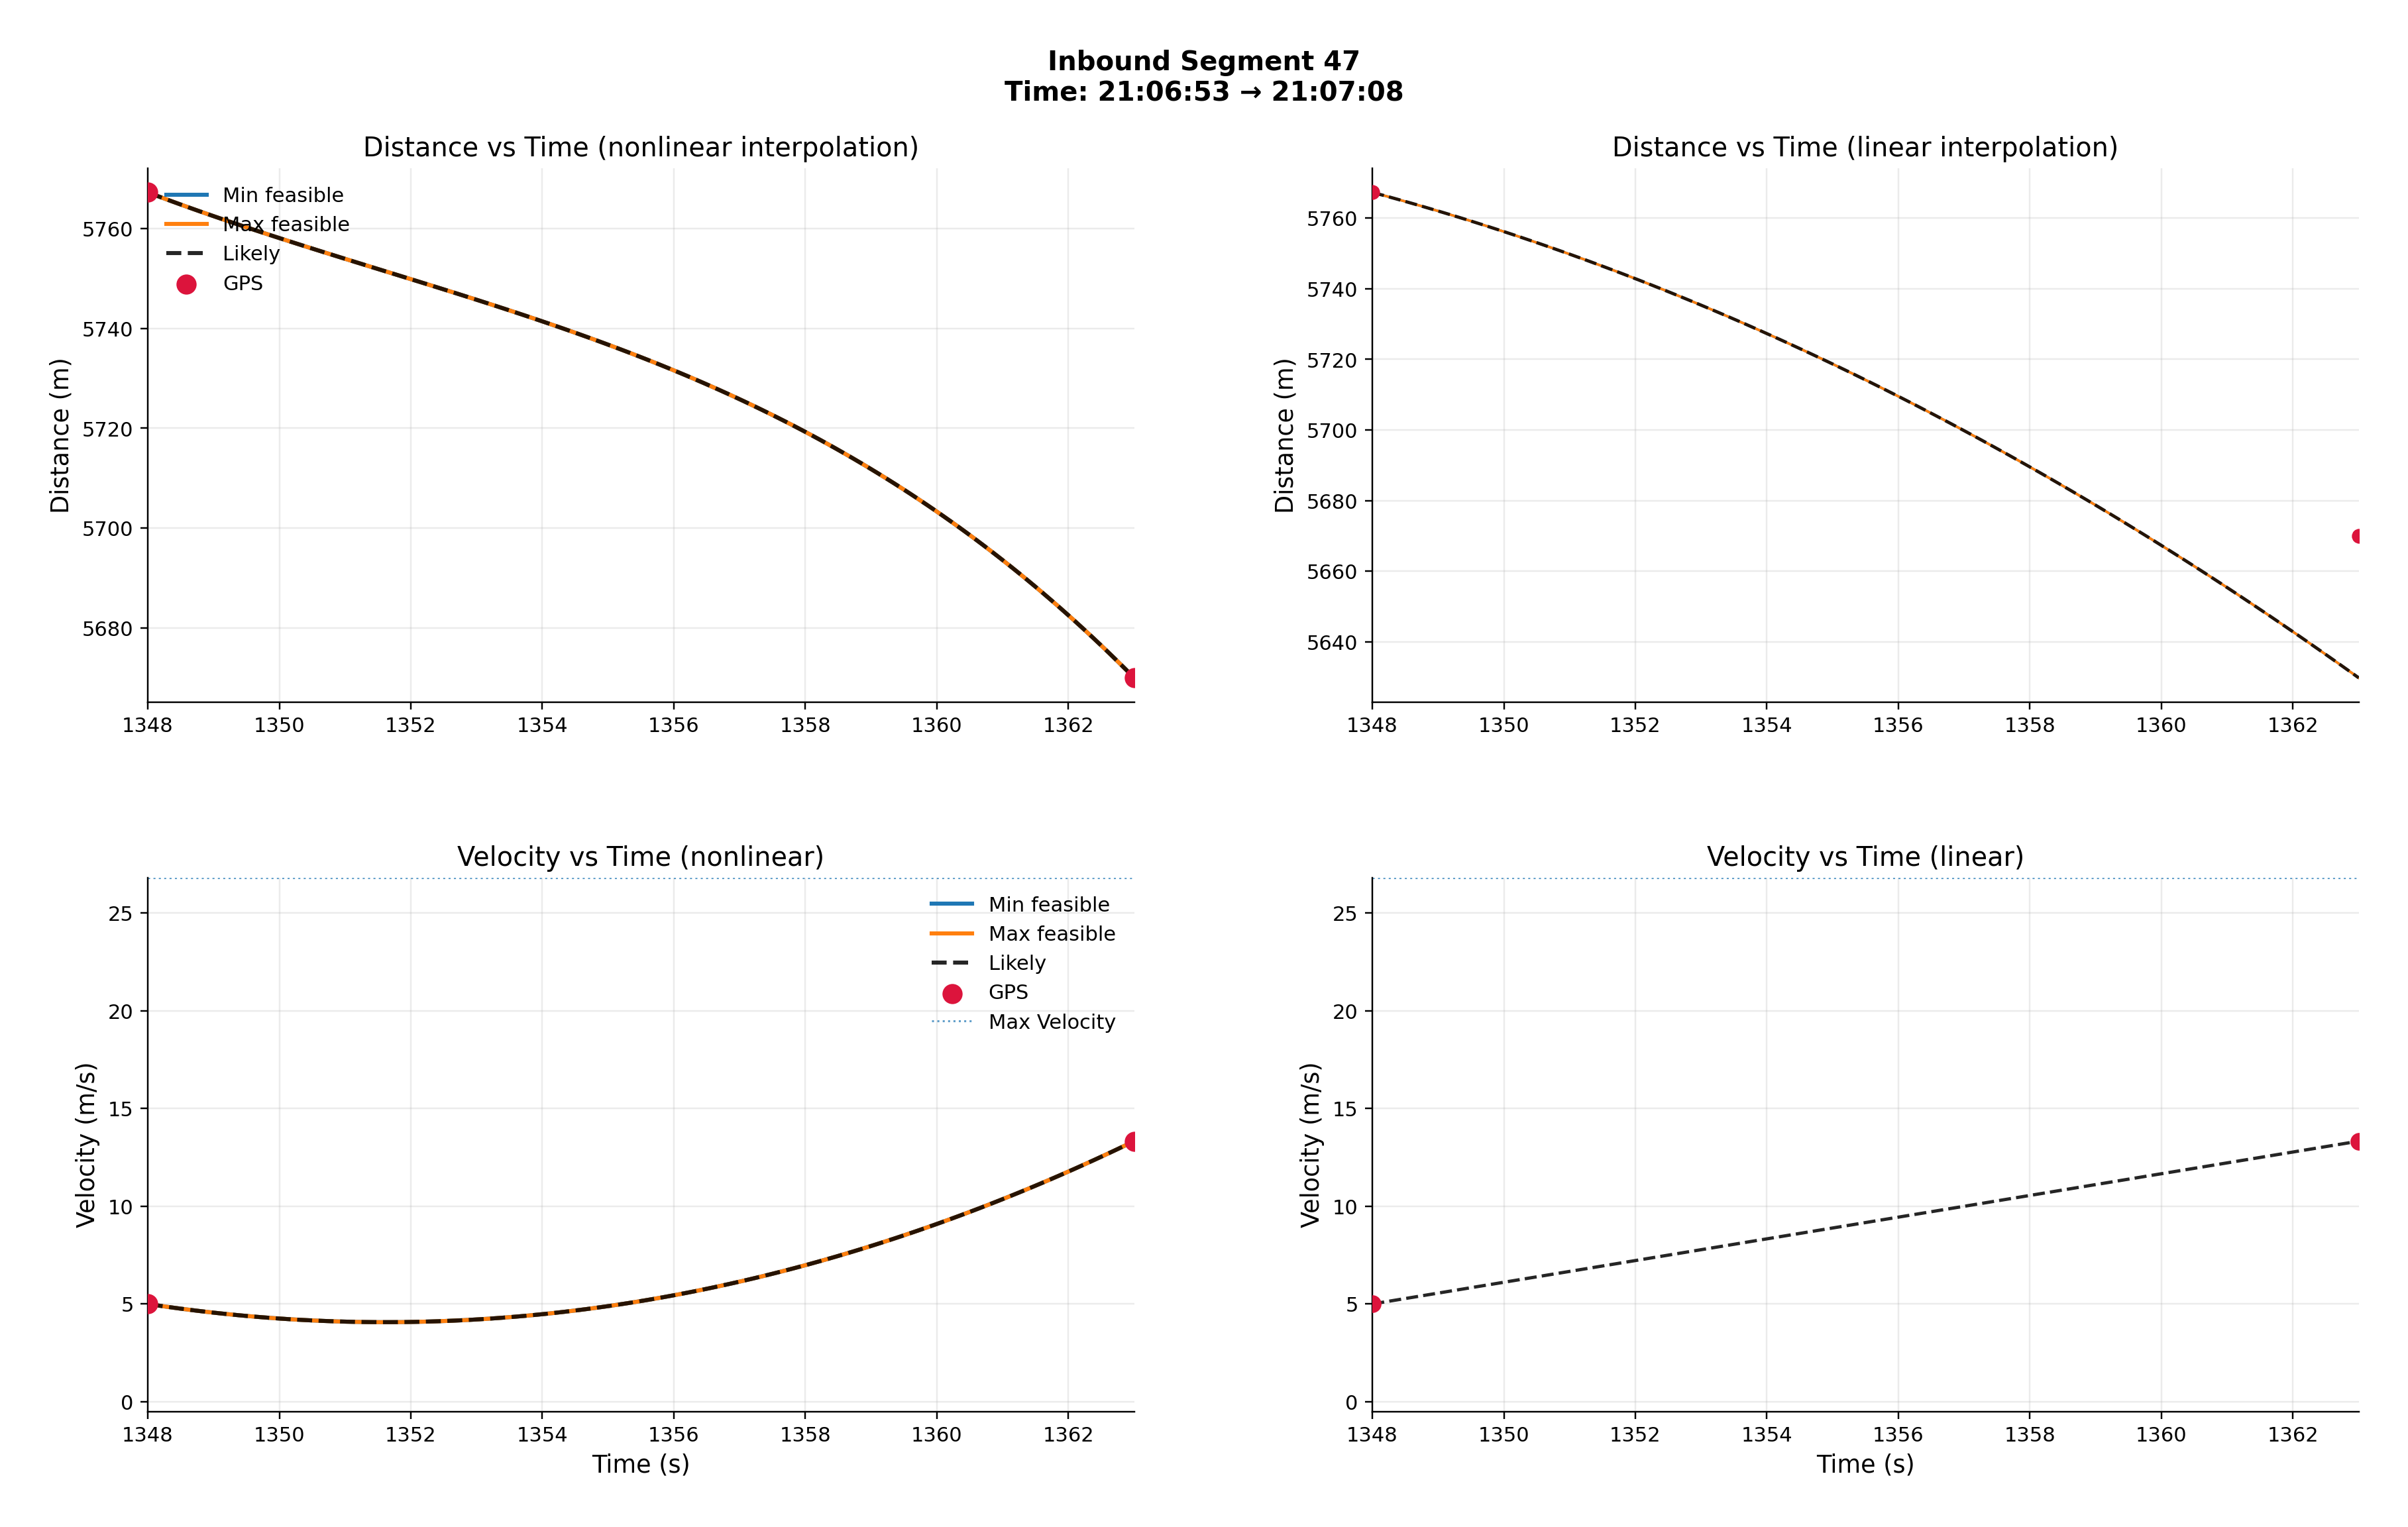 Inbound Segment 47
Time: 21:06:53 → 21:07:08
Distance vs Time (nonlinear interpolation)
Distance (m)
5760
5740
5720
5700
5680
Min feasible
Max feasible
Likely
GPS
1348 1350 1352 1354 1356 1358 1360 1362
Distance vs Time (linear interpolation)
Distance (m)
5760
5740
5720
5700
5680
5660
5640
1348 1350 1352 1354 1356 1358 1360 1362
Velocity vs Time (nonlinear)
Velocity (m/s)
25
20
15
10
5
0
Min feasible
Max feasible
Likely
GPS
Max Velocity
1348 1350 1352 1354 1356 1358 1360 1362
Time (s)
Velocity vs Time (linear)
Velocity (m/s)
25
20
15
10
5
0
1348 1350 1352 1354 1356 1358 1360 1362
Time (s)